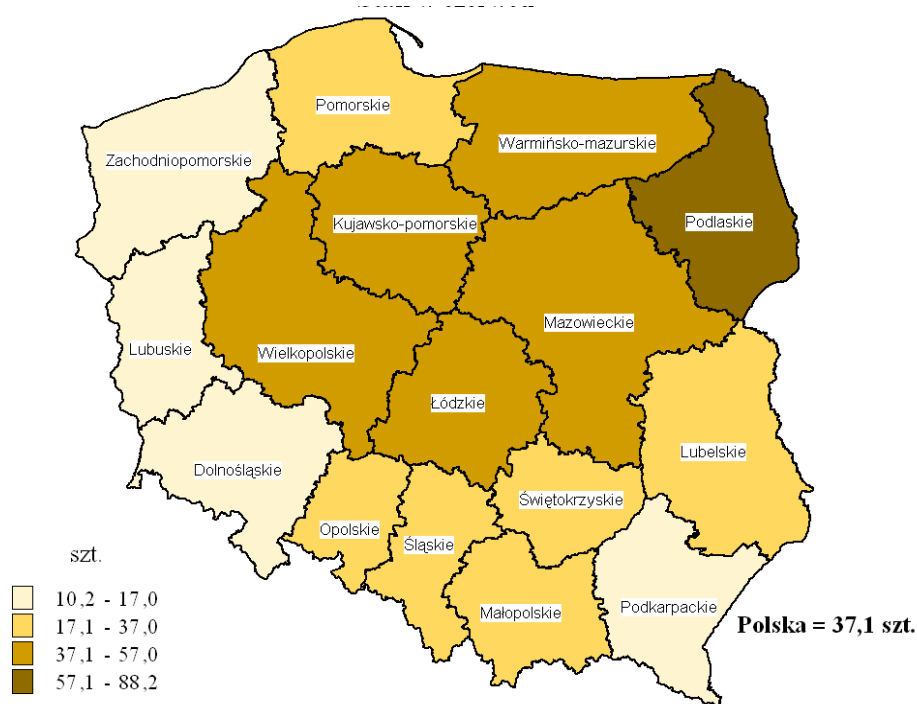 Pomorskie
Warmińsko-mazurskie
Zachodniopomorskie
Kujawsko-pomorskie
Podlaskie
Mazowieckie
Lubuskie
Wielkopolskie
Łódzkie
Lubelskie
Dolnośląskie
Świętokrzyskie
Opolskie
Śląskie
Małopolskie
Podkarpackie
szt.
10,2 - 17,0
17,1 - 37,0
37,1 - 57,0
57,1 - 88,2
Polska = 37,1 szt.